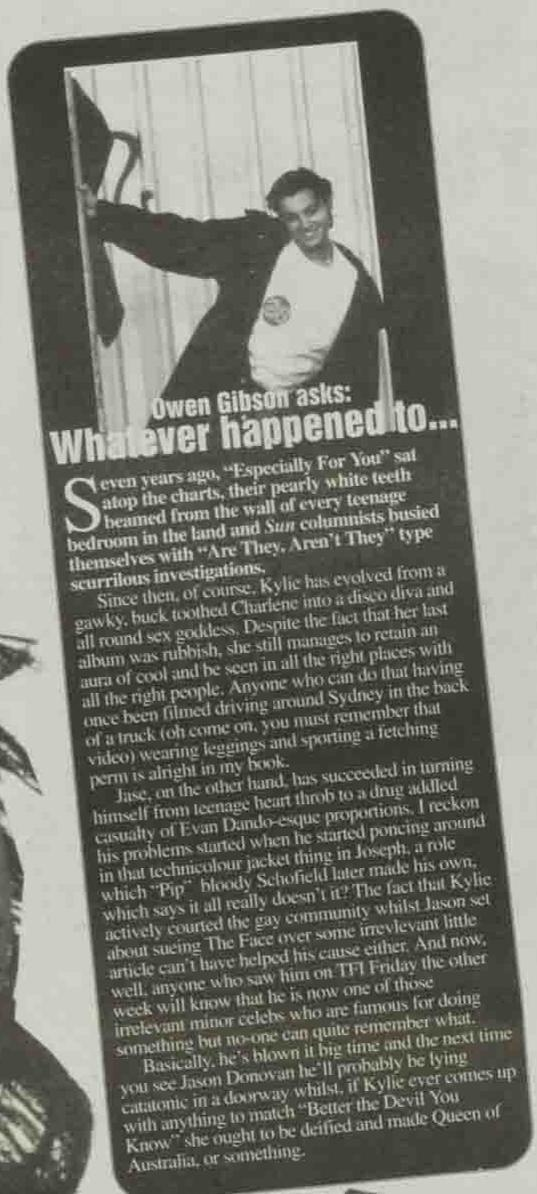 Owen Gibson asks:
Whatever happened to...
Seven years ago, “Especially For You” sat
atop the charts, their pearly white teeth
beamed from the wall of every teenage
bedroom in the land and Sun columnists busied
themselves with “Are They, Aren't They” type
scurrilous investigations.
Since then, of course, Kylie has evolved from a
gawky, buck toothed Charlene into a disco diva and
all round sex goddess. Despite the fact that her last
album was rubbish, she still manages to retain an
aura of cool and be seen in all the right places with
all the right people. Anyone who can do that having
once been filmed driving around Sydney in the back
of a truck (oh come on, you must remember that
video) wearing leggings and sporting a fetching
perm is alright in my book.
Jase, on the other hand, has succeeded in turning
himself from teenage heart throb to a drug addled
casualty of Evan Dando-esque proportions. I reckon
his problems started when he started poncing around
in that technicolour jacket thing in Joseph, a role
which “Pip” bloody Schofield later made his own,
which says it all really doesn't it? The fact that Kylie
actively courted the gay community whilst Jason set
about sueing The Face over some irrevlevant little
article can't have helped his cause either. And now,
well, anyone who saw him on TFI Friday the other
week will know that he is now one of those
irrelevant minor celebs who are famous for doing
something but no-one can quite remember what.
Basically, he's blown it big time and the next time
you see Jason Donovan he'll probably be lying
catatonic in a doorway whilst, if Kylie ever comes up
with anything to match “Better the Devil You
Know” she ought to be deified and made Queen of
Australia, or something.